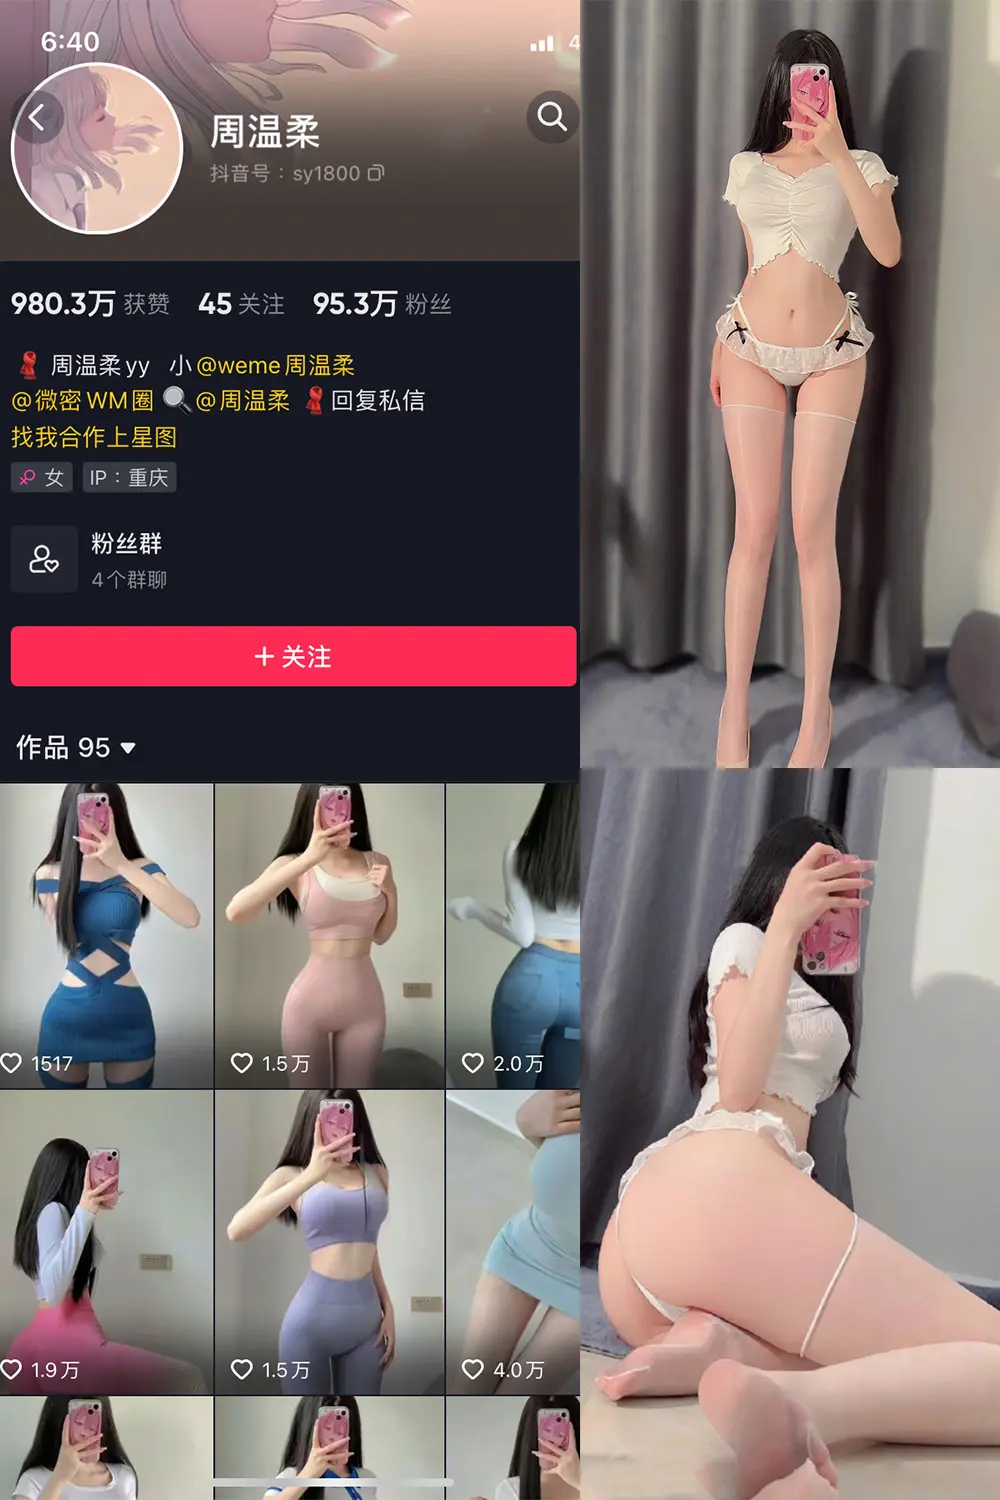 6:40
4
周温柔
抖音号：sy1800
980.3万 获赞 45 关注 95.3万 粉丝
周温柔yy 小@weme周温柔
@微密WM圈 @周温柔 回复私信
找我合作上星图
女 IP：重庆
粉丝群
4个群聊
+ 关注
作品 95
1517 1.5万 2.0万
1.9万 1.5万 4.0万